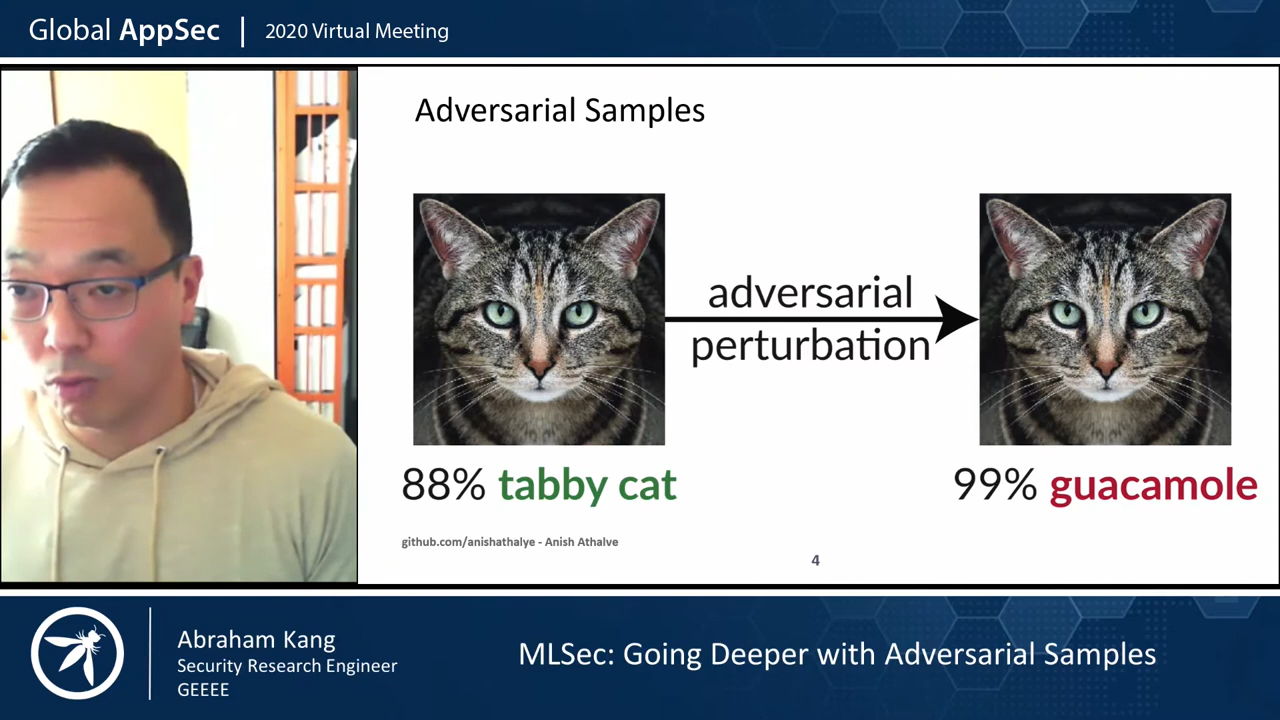 Global AppSec | 2020 Virtual Meeting
Adversarial Samples
adversarial
perturbation
88% tabby cat
99% guacamole
github.com/anishathalye - Anish Athalve
4
Abraham Kang
Security Research Engineer
GEEEE
MLSec: Going Deeper with Adversarial Samples